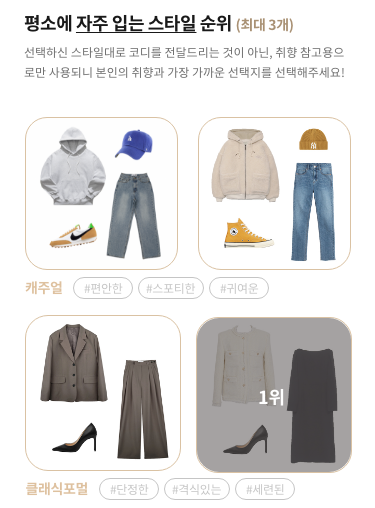 평소에 자주 입는 스타일 순위 (최대 3개)
선택하신 스타일대로 코디를 전달드리는 것이 아닌, 취향 참고용으
로만 사용되니 본인의 취향과 가장 가까운 선택지를 선택해주세요!
캐주얼 #편안한 #스포티한 #귀여운
1위
클래식포멀 #단정한 #격식있는 #세련된